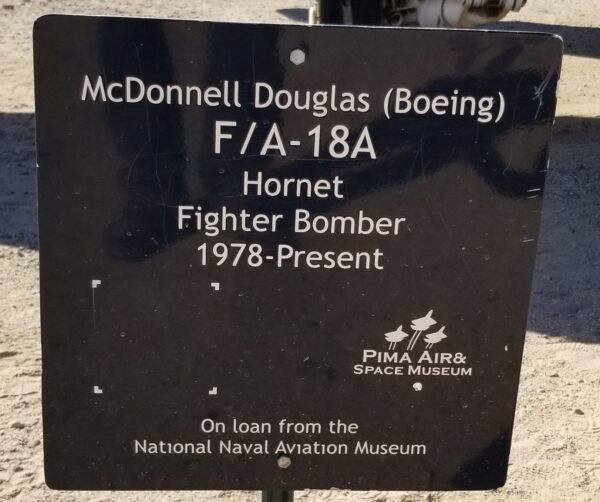 McDonnell Douglas (Boeing)
F/A-18A
Hornet
Fighter Bomber
1978-Present
PIMA AIR&
SPACE MUSEUM
On loan from the
National Naval Aviation Museum